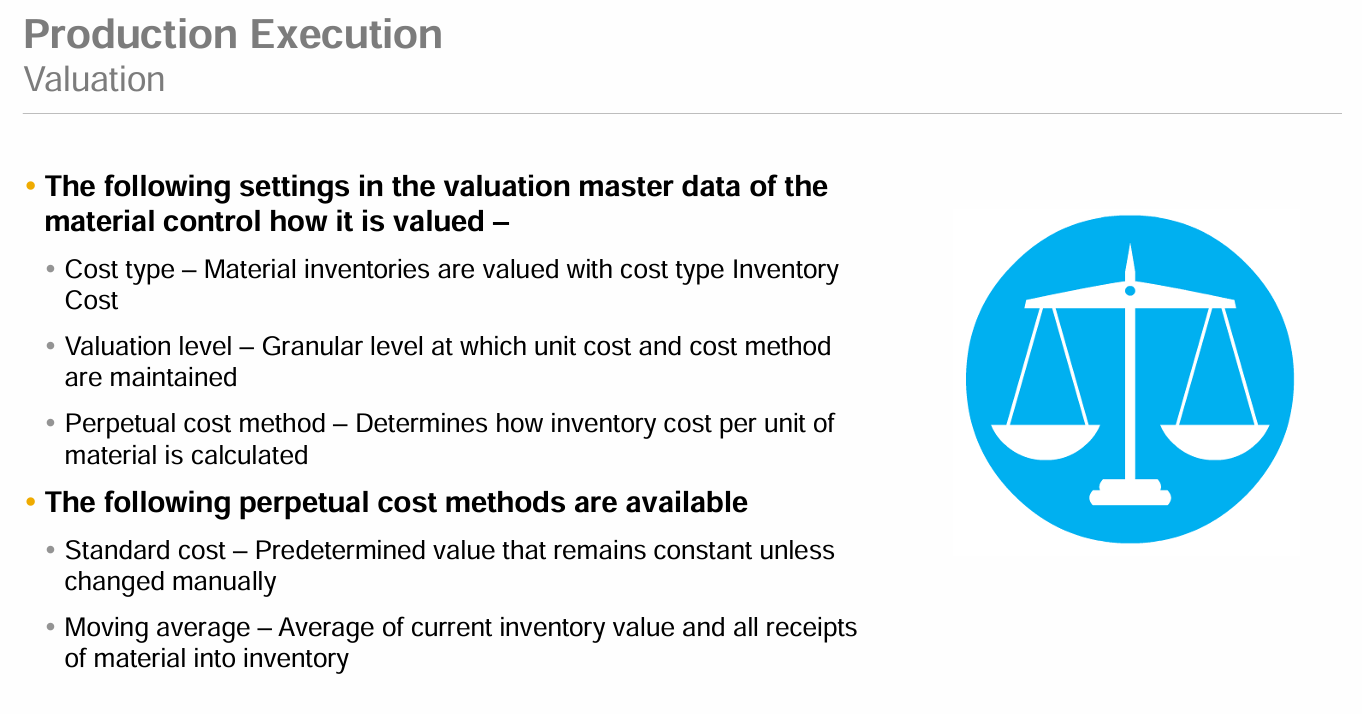 Production Execution
Valuation
• The following settings in the valuation master data of the
material control how it is valued –
• Cost type – Material inventories are valued with cost type Inventory
Cost
• Valuation level – Granular level at which unit cost and cost method
are maintained
• Perpetual cost method – Determines how inventory cost per unit of
material is calculated
• The following perpetual cost methods are available
• Standard cost – Predetermined value that remains constant unless
changed manually
• Moving average – Average of current inventory value and all receipts
of material into inventory